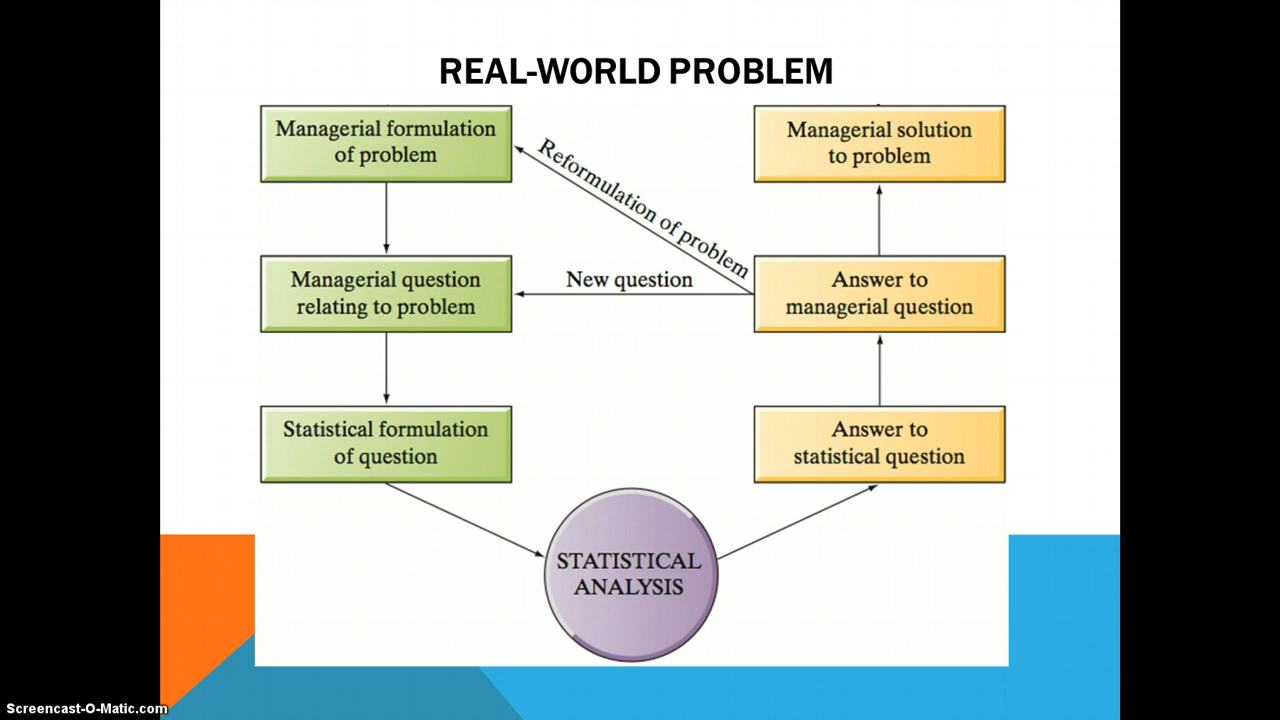 REAL-WORLD PROBLEM
Managerial formulation
of problem
Managerial solution
to problem
Reformulation of problem
Managerial question
relating to problem
New question
Answer to
managerial question
Statistical formulation
of question
Answer to
statistical question
STATISTICAL
ANALYSIS
Screencast-O-Matic.com